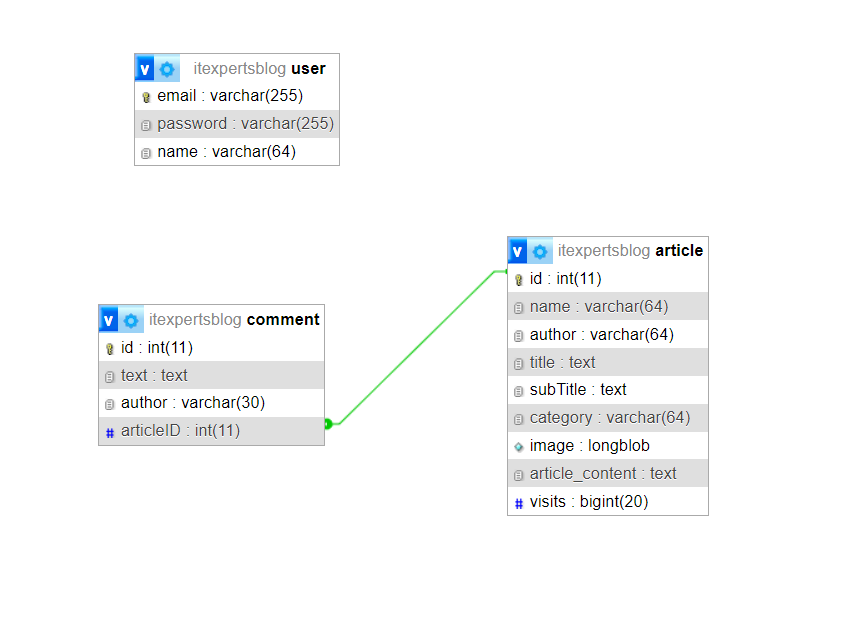 v itexpertsblog user
email : varchar(255)
password : varchar(255)
name : varchar(64)
v itexpertsblog article
id : int(11)
name : varchar(64)
author : varchar(64)
title : text
subTitle : text
category : varchar(64)
image : longblob
article_content : text
# visits : bigint(20)
v itexpertsblog comment
id : int(11)
text : text
author : varchar(30)
# articleID : int(11)